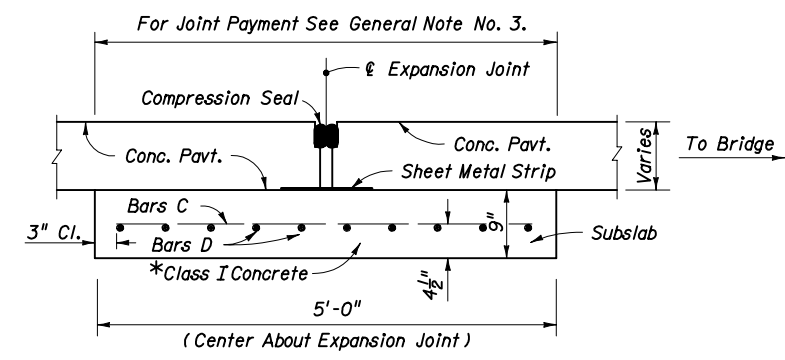 For Joint Payment See General Note No. 3.
℄ Expansion Joint
Compression Seal
Conc. Pavt.
Conc. Pavt.
Varies
To Bridge
Sheet Metal Strip
Bars C
9"
3" Cl.
Bars D
Subslab
*Class I Concrete
4½"
5'-0"
(Center About Expansion Joint)